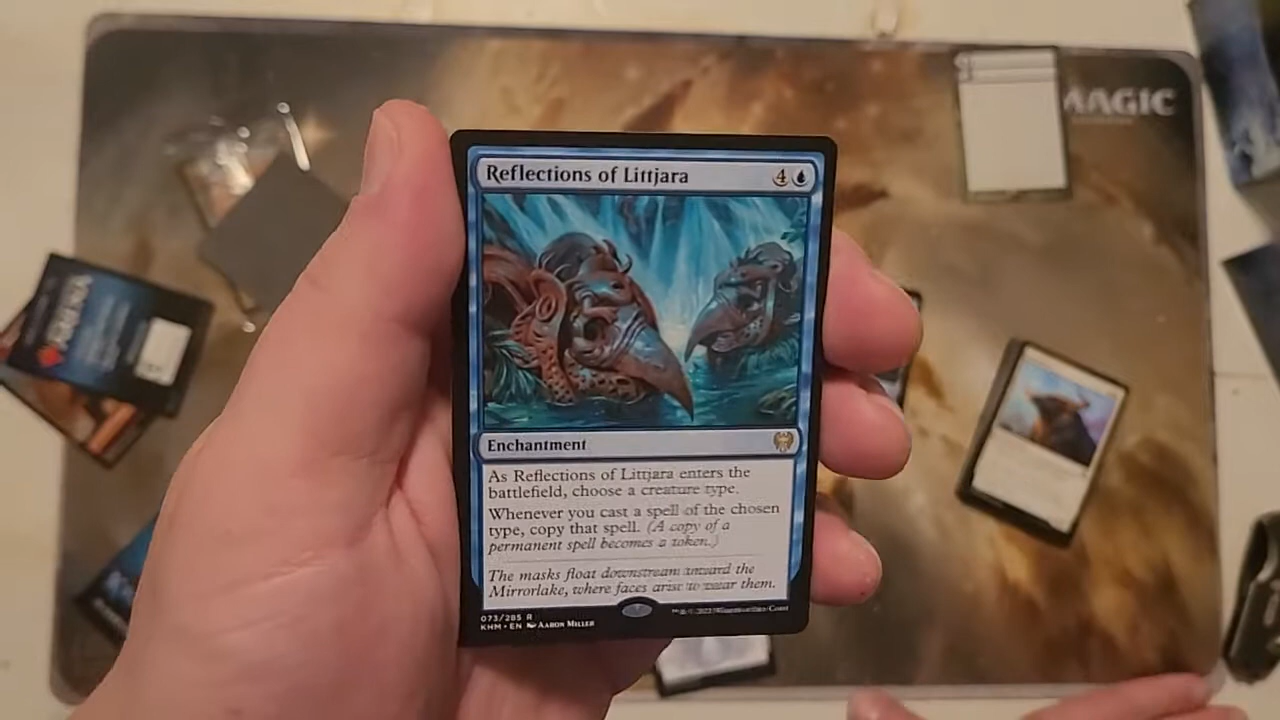 MAGIC
Reflections of Littjara
4
Enchantment
As Reflections of Littjara enters the
battlefield, choose a creature type.
Whenever you cast a spell of the chosen
type, copy that spell. (A copy of a
permanent spell becomes a token.)
The masks float downstream toward the
Mirrorlake, where faces arise to wear them.
073/285 R
KHM • EN AARON MILLER